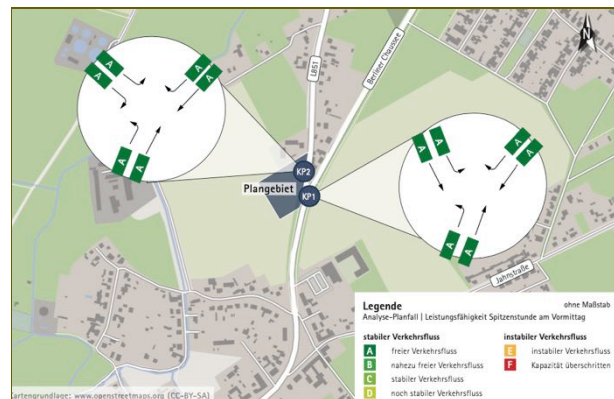 N
L851
Berliner Chaussee
A
A
A
A
A
A
KP2
Plangebiet
KP1
A
A
A
A
A
A
Jahnstraße
Legende
ohne Maßstab
Analyse-Planfall | Leistungsfähigkeit Spitzenstunde am Vormittag
stabiler Verkehrsfluss
instabiler Verkehrsfluss
A freier Verkehrsfluss
E instabiler Verkehrsfluss
B nahezu freier Verkehrsfluss
F Kapazität überschritten
C stabiler Verkehrsfluss
D noch stabiler Verkehrsfluss
Kartengrundlage: www.openstreetmaps.org (CC-BY-SA)